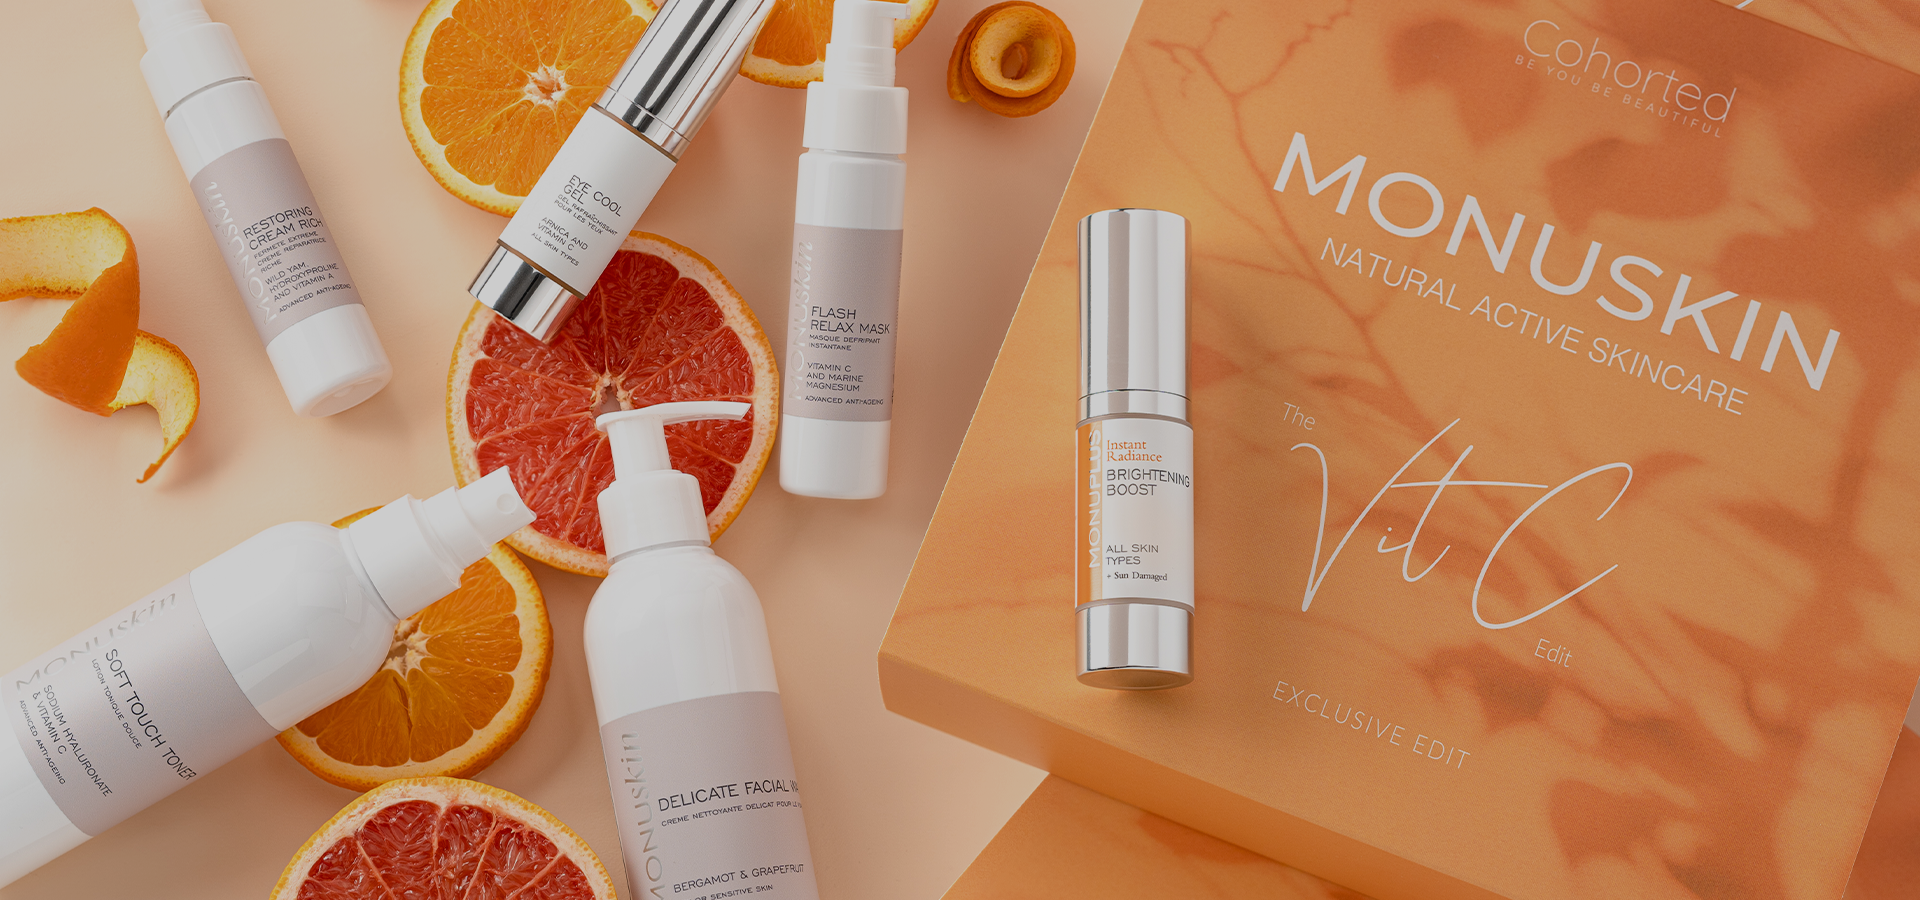 MONUSKIN
RESTORING
CREAM RICH
FERMETE EXTREME
CREME REPARATRICE
RICHE
WILD YAM,
HYDROXYPROLINE
AND VITAMIN A
ADVANCED ANTI-AGEING
EYE COOL
GEL
GEL RAFRAÎCHISSANT
POUR LES YEUX
ARNICA AND
VITAMIN C
ALL SKIN TYPES
MONUskin
FLASH
RELAX MASK
MASQUE DEFRIPANT
INSTANTANE
VITAMIN C
AND MARINE
MAGNESIUM
ADVANCED ANTI-AGEING
MONUskin
SOFT TOUCH TONER
LOTION TONIQUE DOUCE
SODIUM HYALURONATE
& VITAMIN C
ADVANCED ANTI-AGEING
MONUskin
DELICATE FACIAL
CREME NETTOYANTE DELICAT POUR
BERGAMOT & GRAPEFRUIT
SENSITIVE SKIN
MONUPLUS
Instant
Radiance
BRIGHTENING
BOOST
ALL SKIN
TYPES
+ Sun Damaged
Cohorted
BE YOU BE BEAUTIFUL
MONUSKIN
NATURAL ACTIVE SKINCARE
The
Vit C
Edit
EXCLUSIVE EDIT